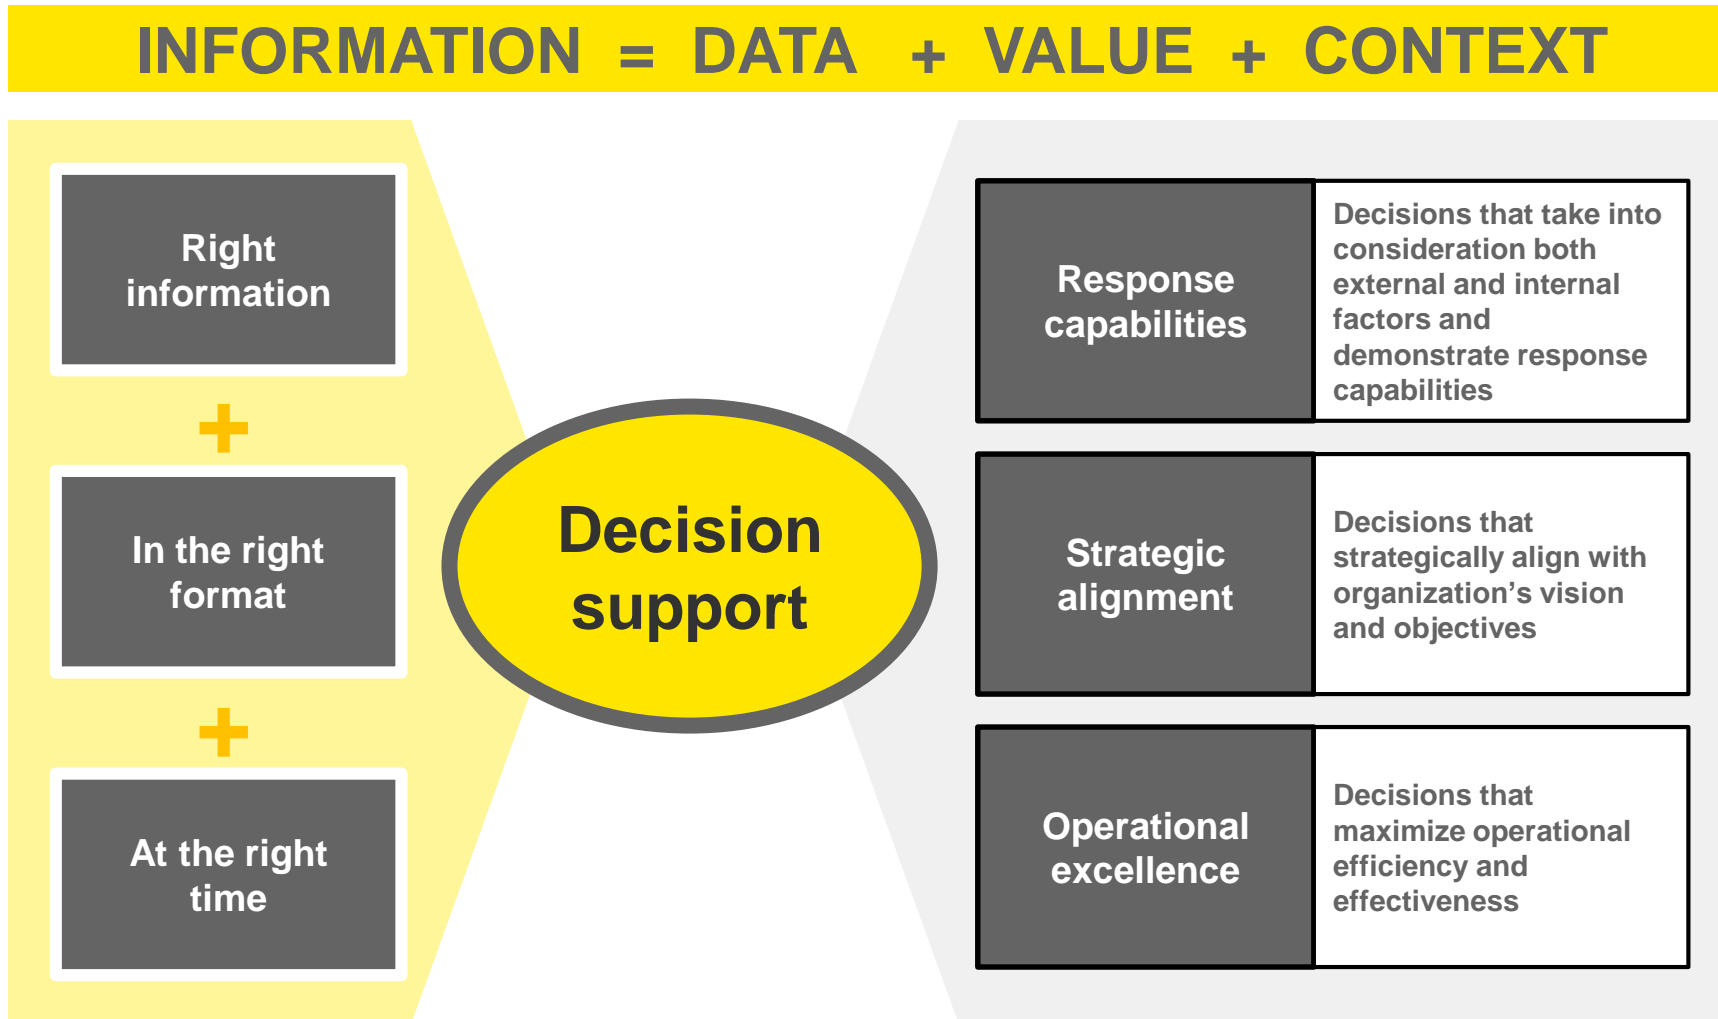 INFORMATION = DATA + VALUE + CONTEXT
Right
information
+
In the right
format
+
At the right
time
Decision
support
Response
capabilities
Decisions that take into
consideration both
external and internal
factors and
demonstrate response
capabilities
Strategic
alignment
Decisions that
strategically align with
organization’s vision
and objectives
Operational
excellence
Decisions that
maximize operational
efficiency and
effectiveness